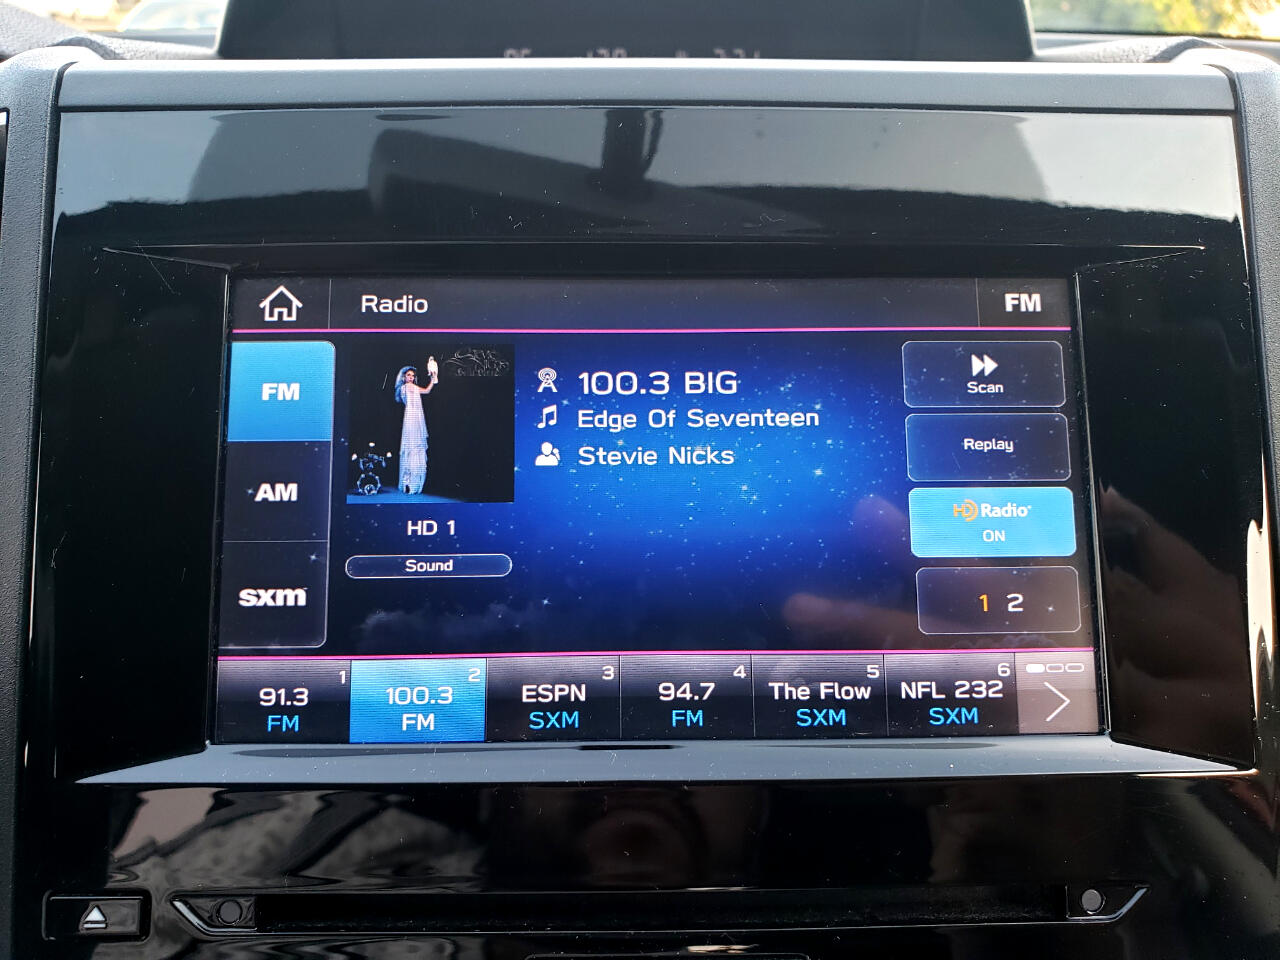 Radio
FM
FM
AM
sxm
100.3 BIG
Edge Of Seventeen
Stevie Nicks
HD 1
Sound
Scan
Replay
HD Radio
ON
1 2
1
91.3
FM
2
100.3
FM
3
ESPN
SXM
4
94.7
FM
5
The Flow
SXM
6
NFL 232
SXM